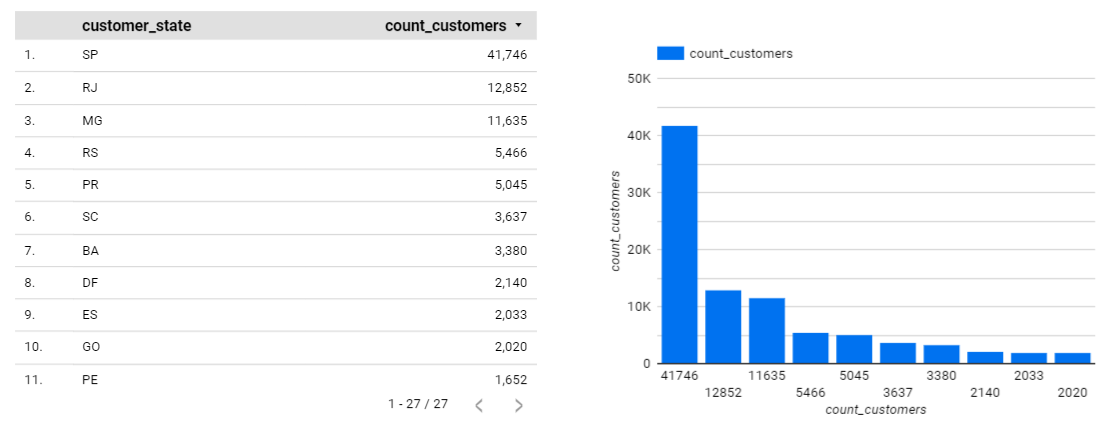 customer_state count_customers
1. SP 41,746
2. RJ 12,852
3. MG 11,635
4. RS 5,466
5. PR 5,045
6. SC 3,637
7. BA 3,380
8. DF 2,140
9. ES 2,033
10. GO 2,020
11. PE 1,652
1 - 27 / 27
count_customers
50K
40K
30K
20K
10K
0
count_customers
41746 11635 5045 3380 2033
12852 5466 3637 2140 2020
count_customers